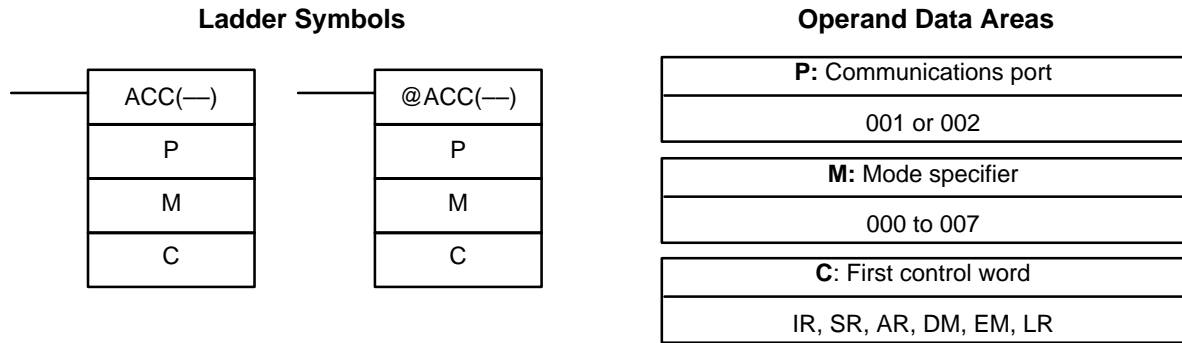 Ladder Symbols
ACC(––)
P
M
C
@ACC(––)
P
M
C
Operand Data Areas
P: Communications port
001 or 002
M: Mode specifier
000 to 007
C: First control word
IR, SR, AR, DM, EM, LR